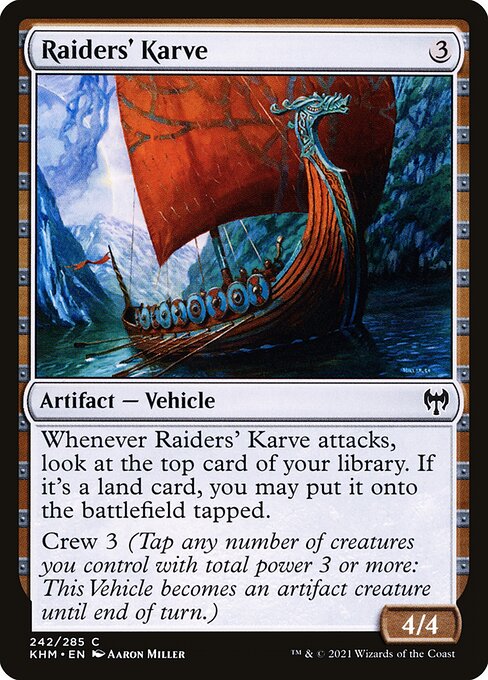 Raiders' Karve 3
Artifact — Vehicle
Whenever Raiders' Karve attacks,
look at the top card of your library. If
it's a land card, you may put it onto
the battlefield tapped.
Crew 3 (Tap any number of creatures
you control with total power 3 or more:
This Vehicle becomes an artifact creature
until end of turn.)
4/4
242/285 C
KHM • EN Aaron Miller
™ & © 2021 Wizards of the Coast